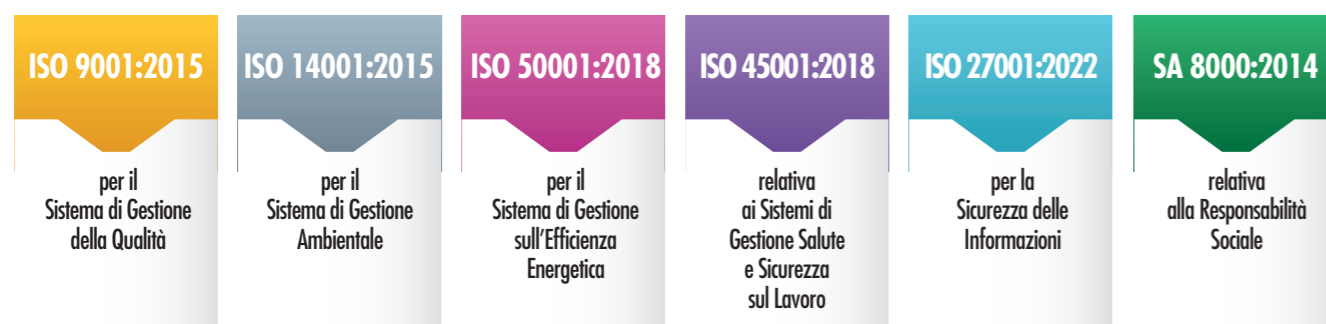 ISO 9001:2015
per il
Sistema di Gestione
della Qualità
ISO 14001:2015
per il
Sistema di Gestione
Ambientale
ISO 50001:2018
per il
Sistema di Gestione
sull'Efficienza
Energetica
ISO 45001:2018
relativa
ai Sistemi di
Gestione Salute
e Sicurezza
sul Lavoro
ISO 27001:2022
per la
Sicurezza delle
Informazioni
SA 8000:2014
relativa
alla Responsabilità
Sociale